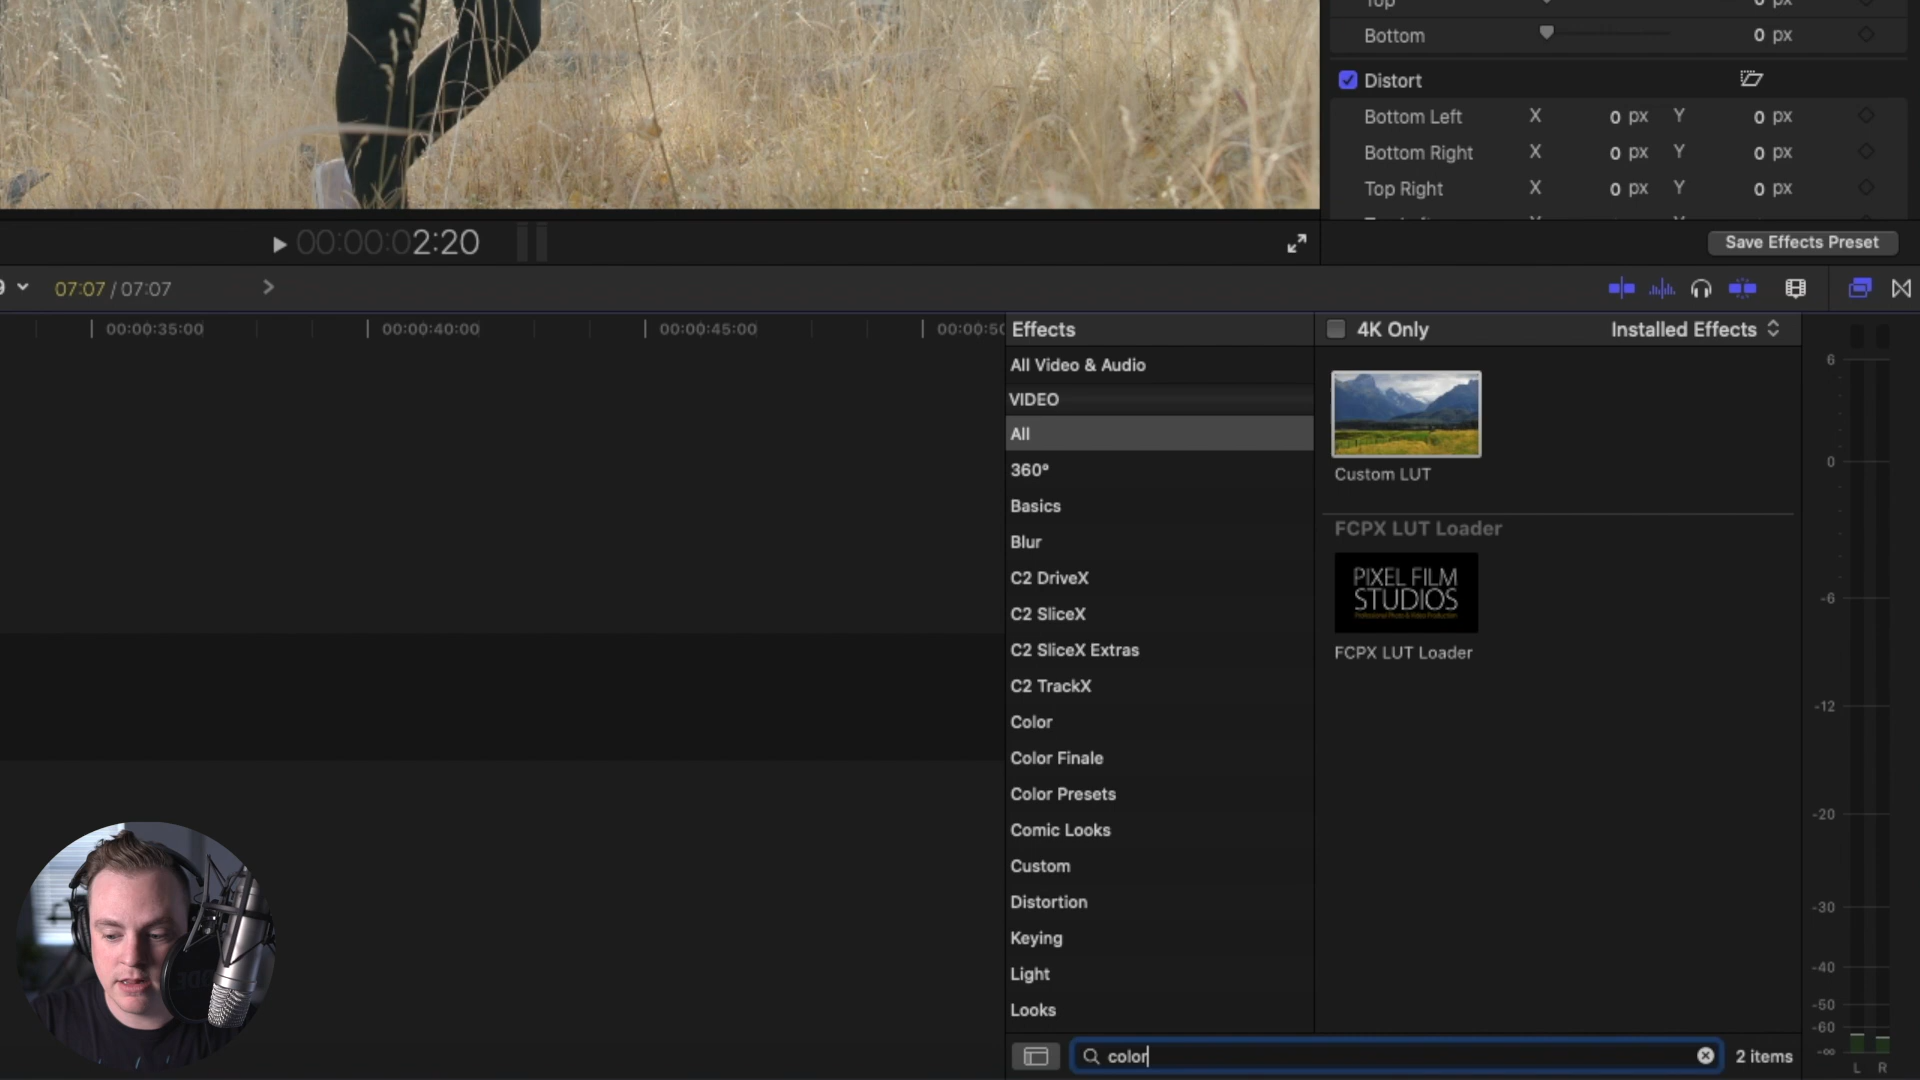 Top 0 px
Bottom 0 px
Distort
Bottom Left X 0 px Y 0 px
Bottom Right X 0 px Y 0 px
Top Right X 0 px Y 0 px
00:00:02:20
Save Effects Preset
07:07 / 07:07
00:00:35:00 00:00:40:00 00:00:45:00 00:00:50
Effects
4K Only
Installed Effects
All Video & Audio
VIDEO
All
360°
Basics
Blur
C2 DriveX
C2 SliceX
C2 SliceX Extras
C2 TrackX
Color
Color Finale
Color Presets
Comic Looks
Custom
Distortion
Keying
Light
Looks
Custom LUT
FCPX LUT Loader
PIXEL FILM
STUDIOS
FCPX LUT Loader
6
0
-6
-12
-20
-30
-40
-50
-60
-∞
L R
color
2 items